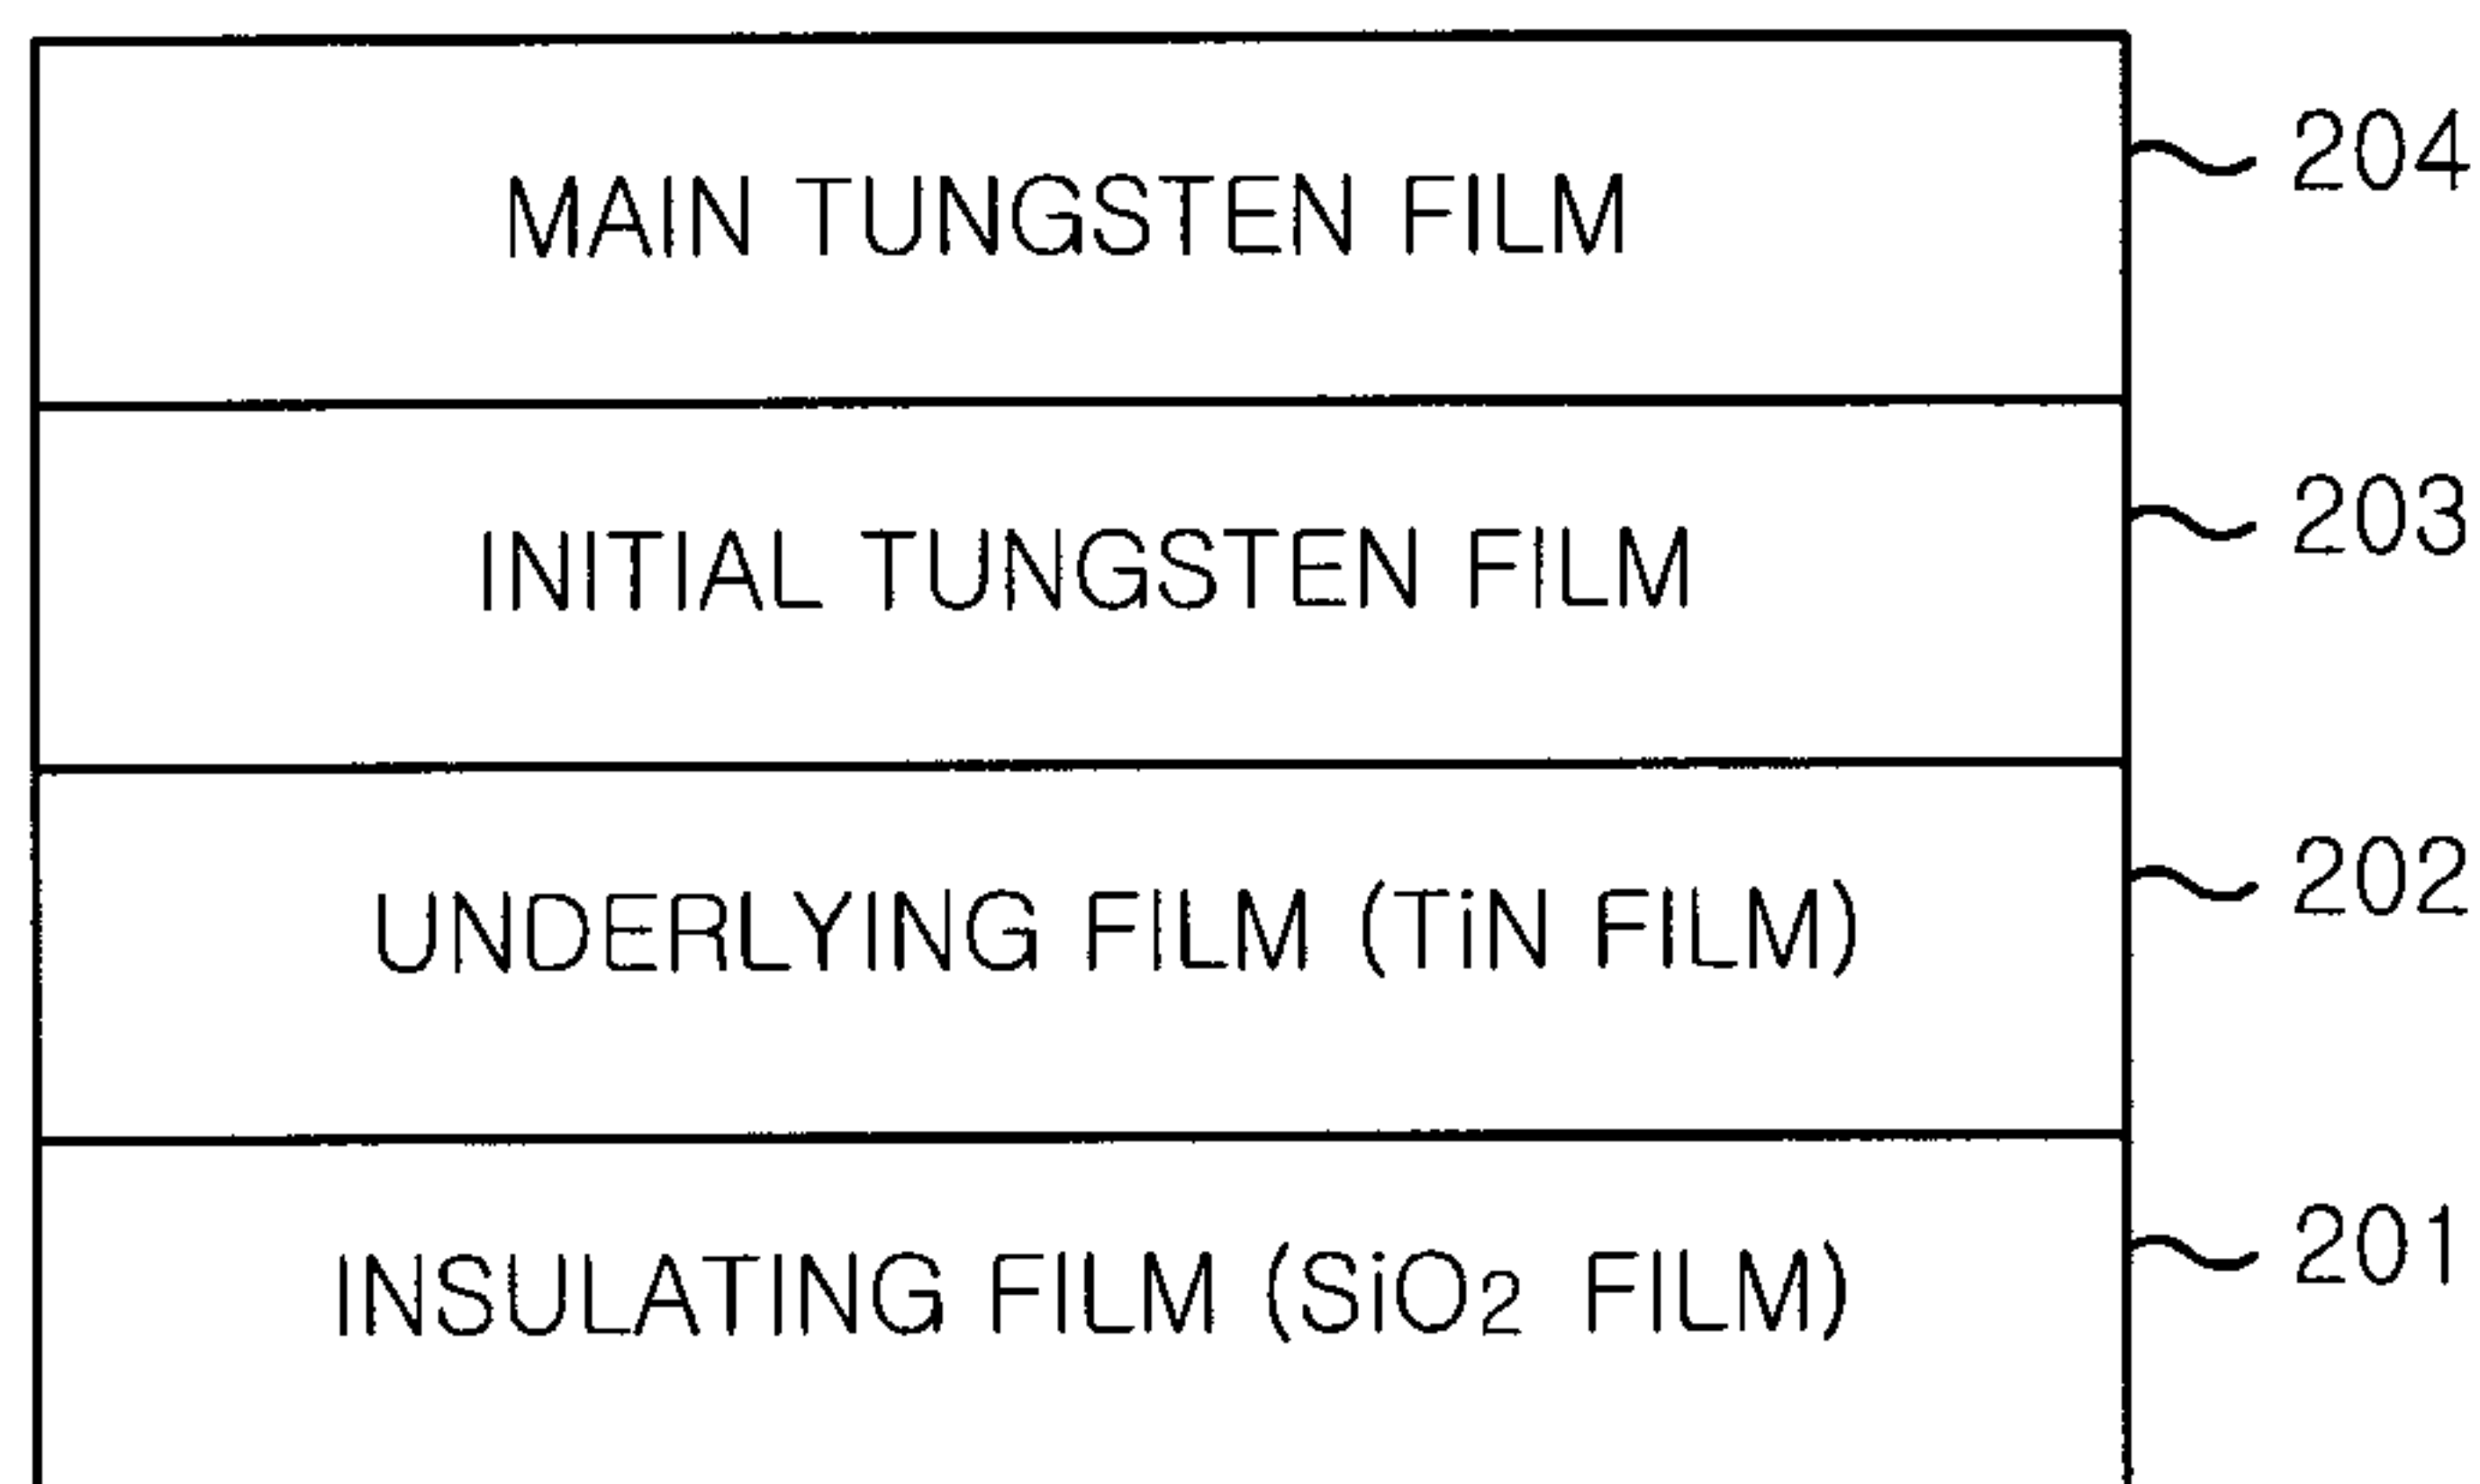 204
MAIN TUNGSTEN FILM
203
INITIAL TUNGSTEN FILM
202
UNDERLYING FILM (TiN FILM)
201
INSULATING FILM (SiO2 FILM)